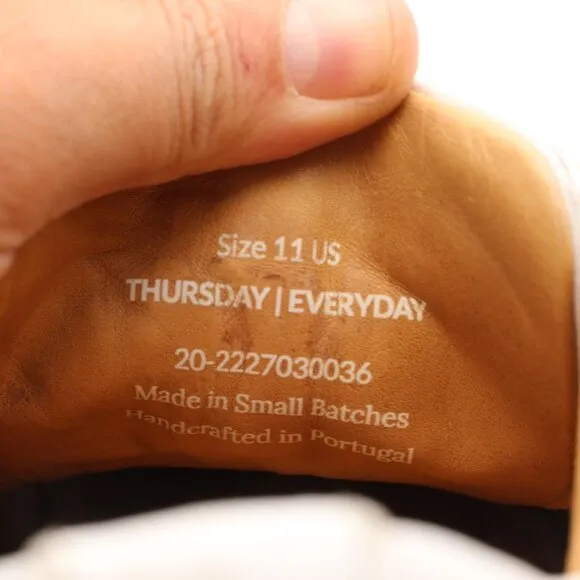 Size 11 US
THURSDAY | EVERYDAY
20-2227030036
Made in Small Batches
Handcrafted in Portugal